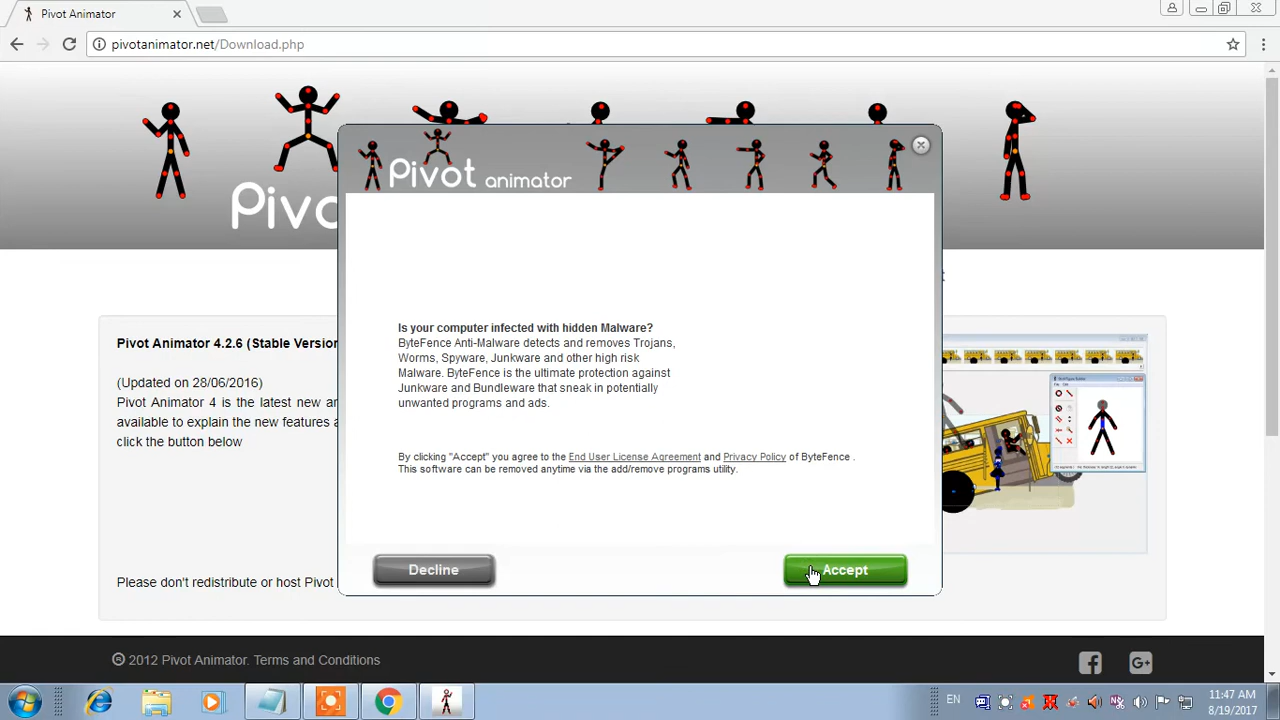 Pivot Animator
pivotanimator.net/Download.php
Pivo
Pivot animator
Is your computer infected with hidden Malware?
ByteFence Anti-Malware detects and removes Trojans,
Worms, Spyware, Junkware and other high risk
Malware. ByteFence is the ultimate protection against
Junkware and Bundleware that sneak in potentially
unwanted programs and ads.
By clicking "Accept" you agree to the End User License Agreement and Privacy Policy of ByteFence .
This software can be removed anytime via the add/remove programs utility.
Decline
Accept
Pivot Animator 4.2.6 (Stable Version
(Updated on 28/06/2016)
Pivot Animator 4 is the latest new an
available to explain the new features a
click the button below
Please don't redistribute or host Pivot
® 2012 Pivot Animator. Terms and Conditions
EN
11:47 AM
8/19/2017